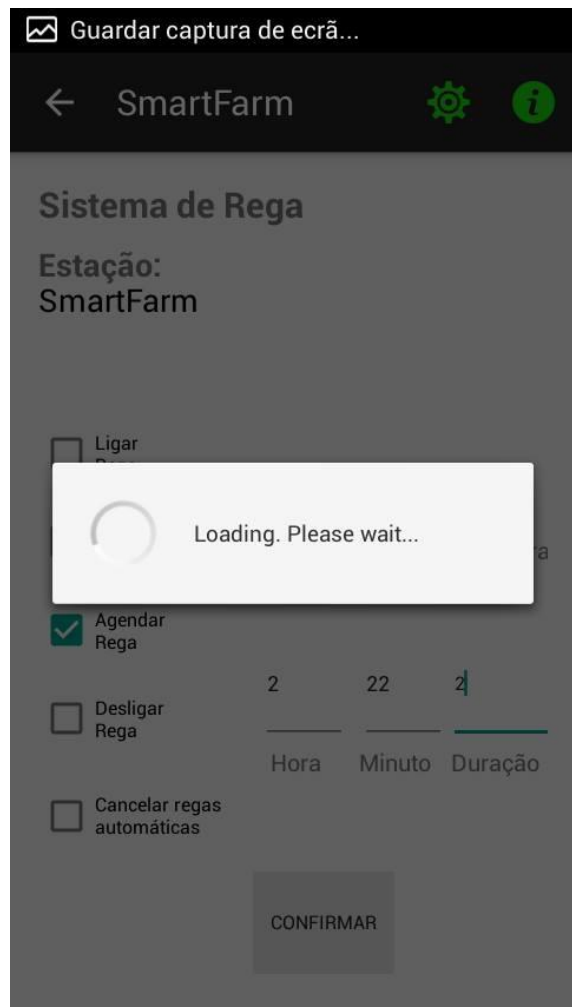 Guardar captura de ecrã...
SmartFarm
Sistema de Rega
Estação:
SmartFarm
Ligar
Loading. Please wait...
Agendar
Rega
2 22 2
Desligar
Rega
Hora Minuto Duração
Cancelar regas
automáticas
CONFIRMAR